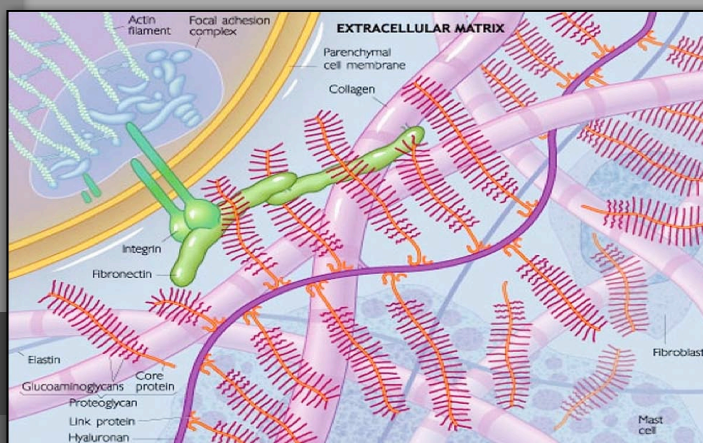 Actin
filament
Focal adhesion
complex
EXTRACELLULAR MATRIX
Parenchymal
cell membrane
Collagen
Integrin
Fibronectin
Elastin
Glucoaminoglycans
Core
protein
Proteoglycan
Link protein
Hyaluronan
Fibroblast
Mast
cell